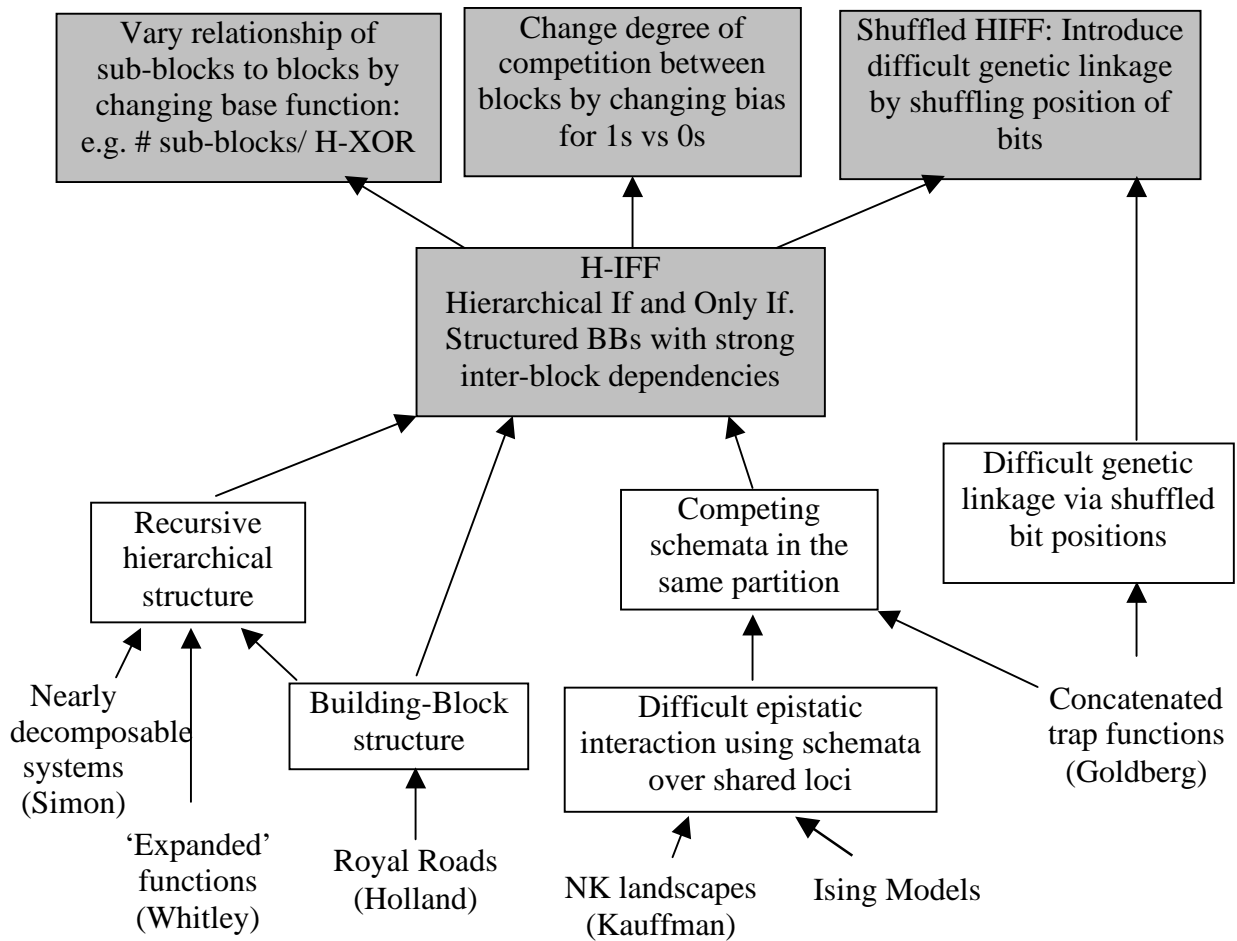 Vary relationship of
sub-blocks to blocks by
changing base function:
e.g. # sub-blocks/ H-XOR
Change degree of
competition between
blocks by changing bias
for 1s vs 0s
Shuffled HIFF: Introduce
difficult genetic linkage
by shuffling position of
bits
H-IFF
Hierarchical If and Only If.
Structured BBs with strong
inter-block dependencies
Recursive
hierarchical
structure
Competing
schemata in the
same partition
Difficult genetic
linkage via shuffled
bit positions
Nearly
decomposable
systems
(Simon)
Building-Block
structure
Difficult epistatic
interaction using schemata
over shared loci
Concatenated
trap functions
(Goldberg)
‘Expanded’
functions
(Whitley)
Royal Roads
(Holland)
NK landscapes
(Kauffman)
Ising Models